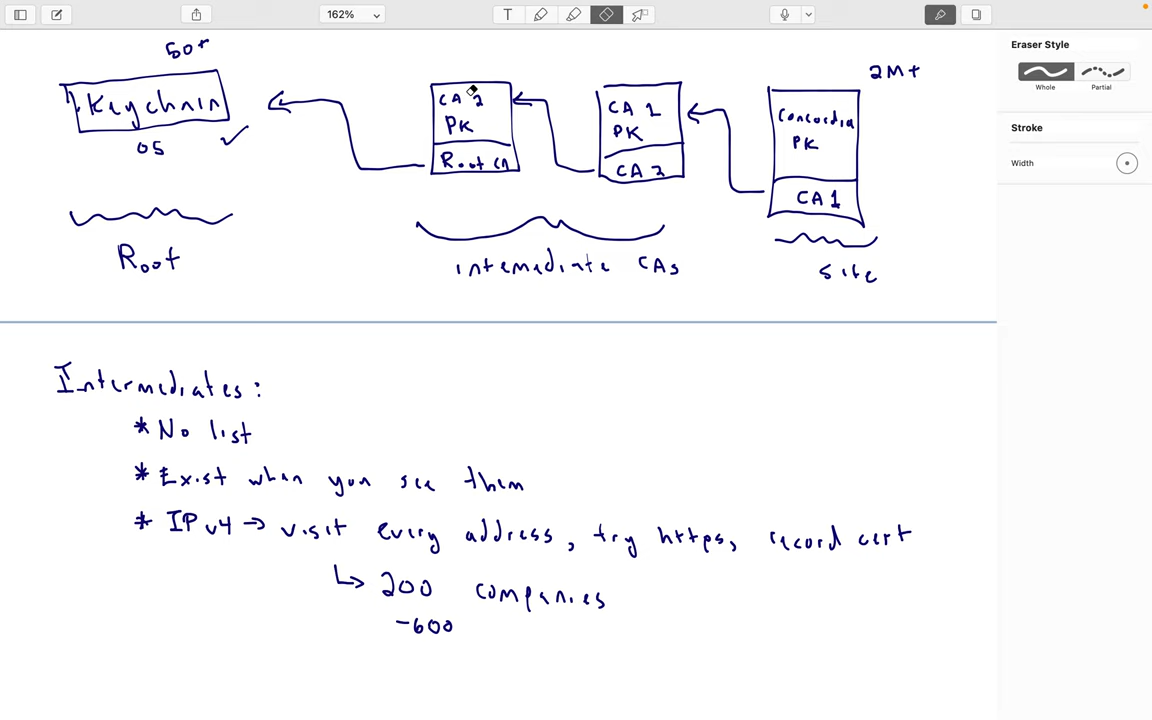 162%
T
Eraser Style
Whole
Partial
Stroke
Width
50+
Keychain
OS
Root
CA 2
PK
Root CA
CA 1
PK
CA 2
intemediate CAs
2M+
Concordia
PK
CA 1
Site
Intermediates:
* No list
* Exist when you see them
* IPv4 → visit every address, try https, record cert
↳ 200 companies
-600